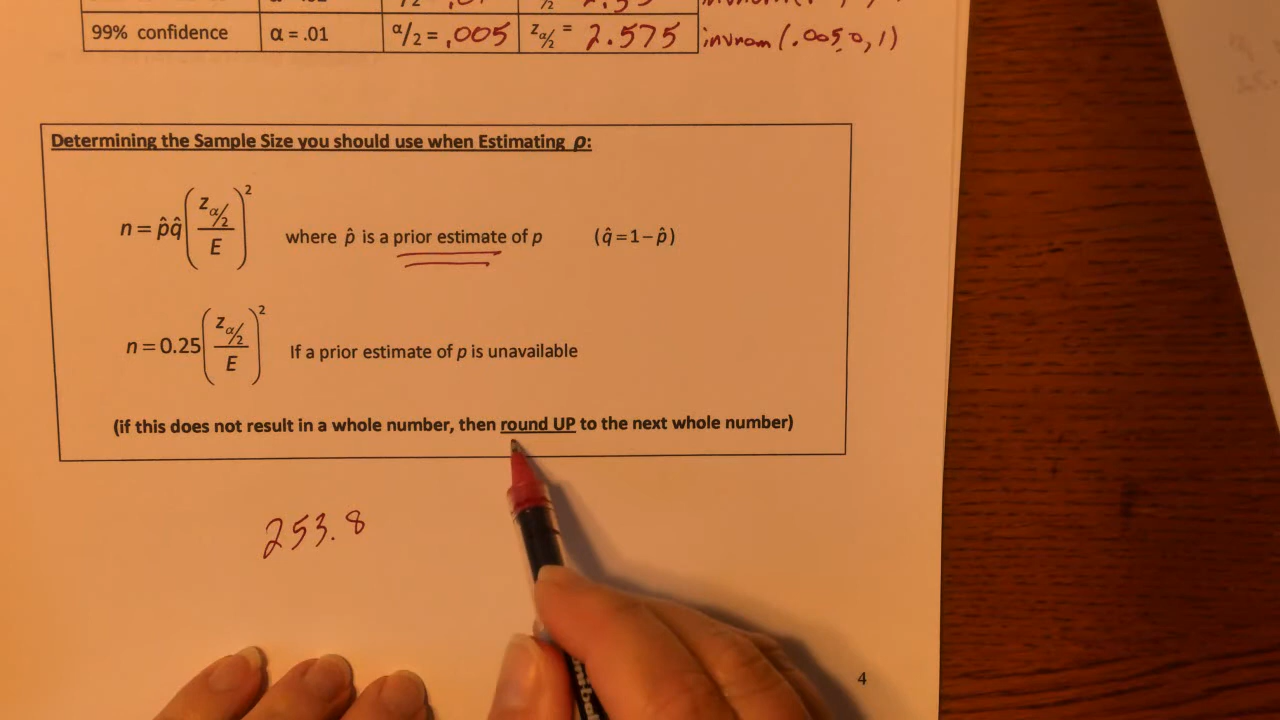 99% confidence α = .01 α/2 = .005 zα/2 = 2.575 invnom(.005,0,1)
Determining the Sample Size you should use when Estimating ρ:
n = p̂q̂(zα/2/E)² where p̂ is a prior estimate of p (q̂ = 1 − p̂)
n = 0.25(zα/2/E)² If a prior estimate of p is unavailable
(if this does not result in a whole number, then round UP to the next whole number)
253.8
4